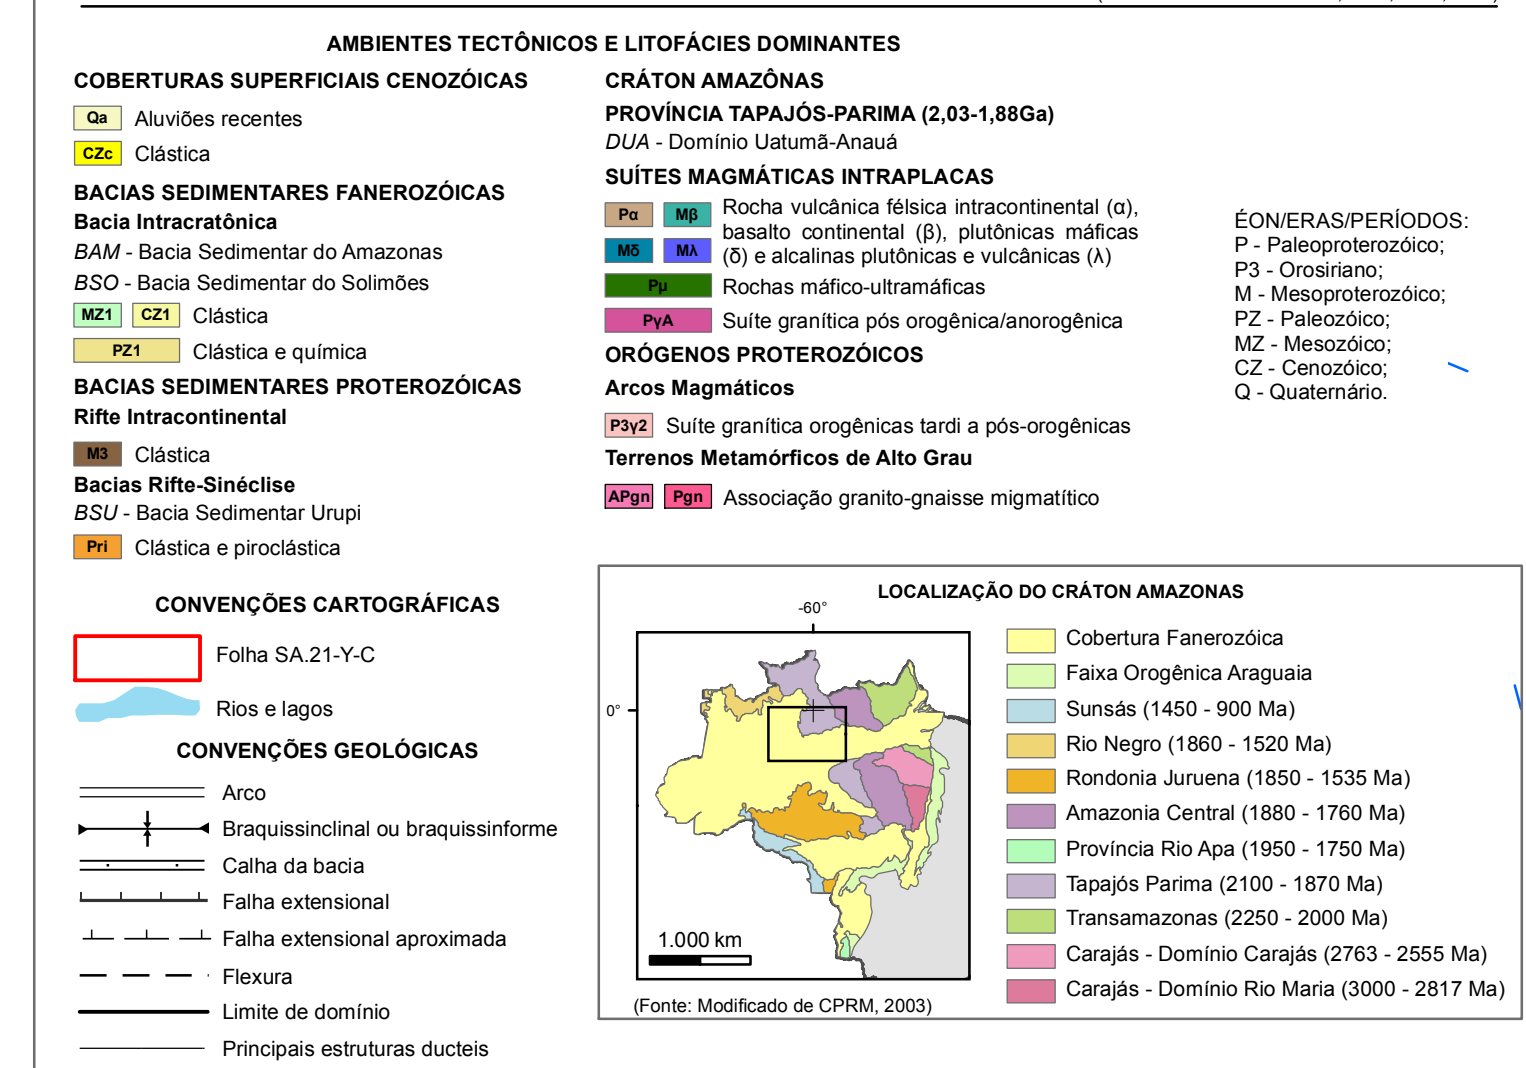 AMBIENTES TECTÔNICOS E LITOFÁCIES DOMINANTES
COBERTURAS SUPERFICIAIS CENOZÓICAS
Qa Aluviões recentes
CZc Clástica
BACIAS SEDIMENTARES FANEROZÓICAS
Bacia Intracratônica
BAM - Bacia Sedimentar do Amazonas
BSO - Bacia Sedimentar do Solimões
MZ1 CZ1 Clástica
PZ1 Clástica e química
BACIAS SEDIMENTARES PROTEROZÓICAS
Rifte Intracontinental
M3 Clástica
Bacias Rifte-Sinéclise
BSU - Bacia Sedimentar Urupi
Pri Clástica e piroclástica
CRÁTON AMAZÔNAS
PROVÍNCIA TAPAJÓS-PARIMA (2,03-1,88Ga)
DUA - Domínio Uatumã-Anauá
SUÍTES MAGMÁTICAS INTRAPLACAS
Pα Mβ Rocha vulcânica félsica intracontinental (α),
basalto continental (β), plutônicas máficas
Mδ Mλ (δ) e alcalinas plutônicas e vulcânicas (λ)
Pμ Rochas máfico-ultramáficas
PγA Suíte granítica pós orogênica/anorogênica
ORÓGENOS PROTEROZÓICOS
Arcos Magmáticos
P3γ2 Suíte granítica orogênicas tardi a pós-orogênicas
Terrenos Metamórficos de Alto Grau
APgn Pgn Associação granito-gnaisse migmatítico
ÉON/ERAS/PERÍODOS:
P - Paleoproterozóico;
P3 - Orosiriano;
M - Mesoproterozóico;
PZ - Paleozóico;
MZ - Mesozóico;
CZ - Cenozóico;
Q - Quaternário.
CONVENÇÕES CARTOGRÁFICAS
Folha SA.21-Y-C
Rios e lagos
CONVENÇÕES GEOLÓGICAS
Arco
Braquissinclinal ou braquissinforme
Calha da bacia
Falha extensional
Falha extensional aproximada
Flexura
Limite de domínio
Principais estruturas ducteis
LOCALIZAÇÃO DO CRÁTON AMAZONAS
-60°
0°
1.000 km
(Fonte: Modificado de CPRM, 2003)
Cobertura Fanerozóica
Faixa Orogênica Araguaia
Sunsás (1450 - 900 Ma)
Rio Negro (1860 - 1520 Ma)
Rondonia Juruena (1850 - 1535 Ma)
Amazonia Central (1880 - 1760 Ma)
Província Rio Apa (1950 - 1750 Ma)
Tapajós Parima (2100 - 1870 Ma)
Transamazonas (2250 - 2000 Ma)
Carajás - Domínio Carajás (2763 - 2555 Ma)
Carajás - Domínio Rio Maria (3000 - 2817 Ma)